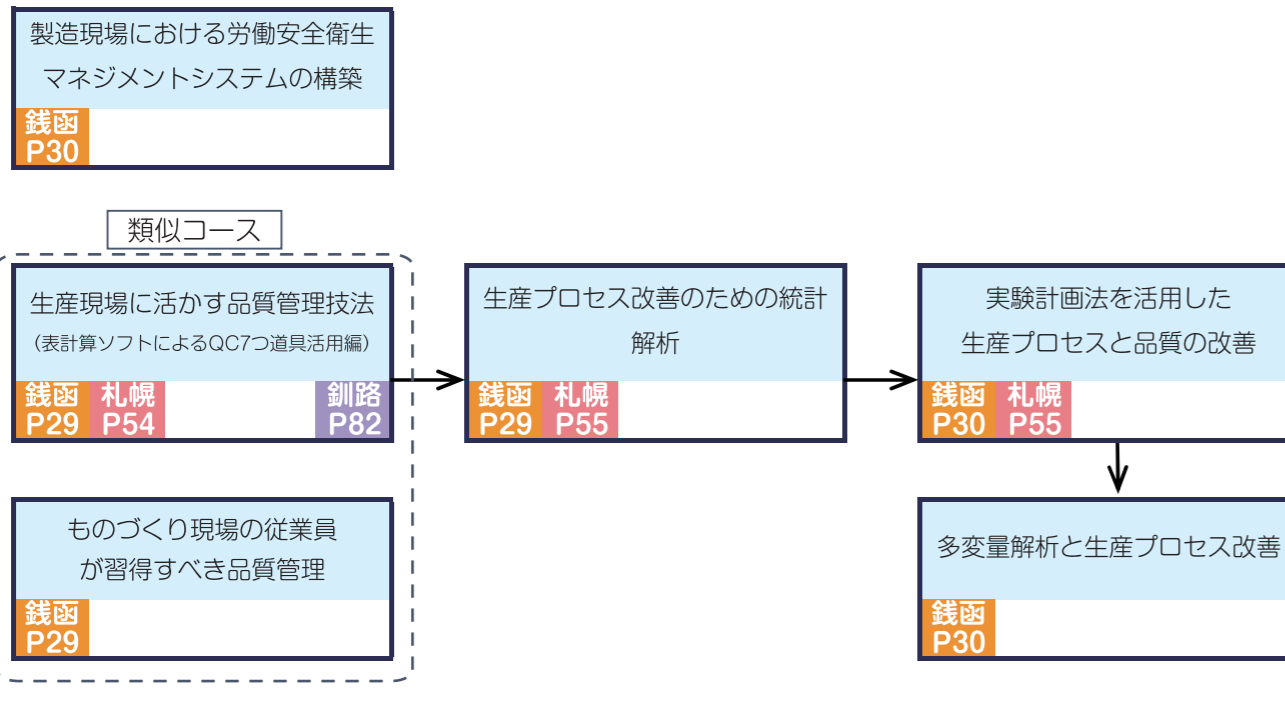 製造現場における労働安全衛生
マネジメントシステムの構築
銭函
P30
類似コース
生産現場に活かす品質管理技法
（表計算ソフトによるQC7つ道具活用編）
銭函
P29
札幌
P54
釧路
P82
生産プロセス改善のための統計
解析
銭函
P29
札幌
P55
実験計画法を活用した
生産プロセスと品質の改善
銭函
P30
札幌
P55
ものづくり現場の従業員
が習得すべき品質管理
銭函
P29
多変量解析と生産プロセス改善
銭函
P30